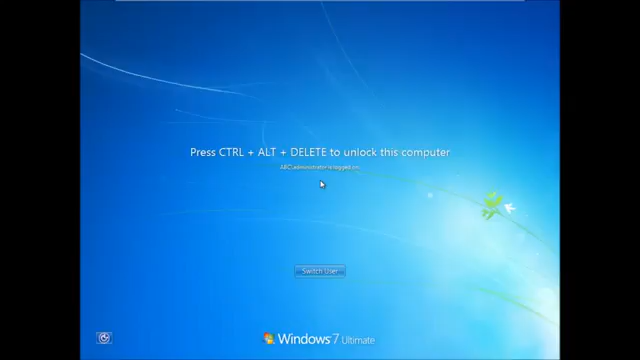 Press CTRL + ALT + DELETE to unlock this computer
ABC\administrator is logged on.
Switch User
Windows 7 Ultimate